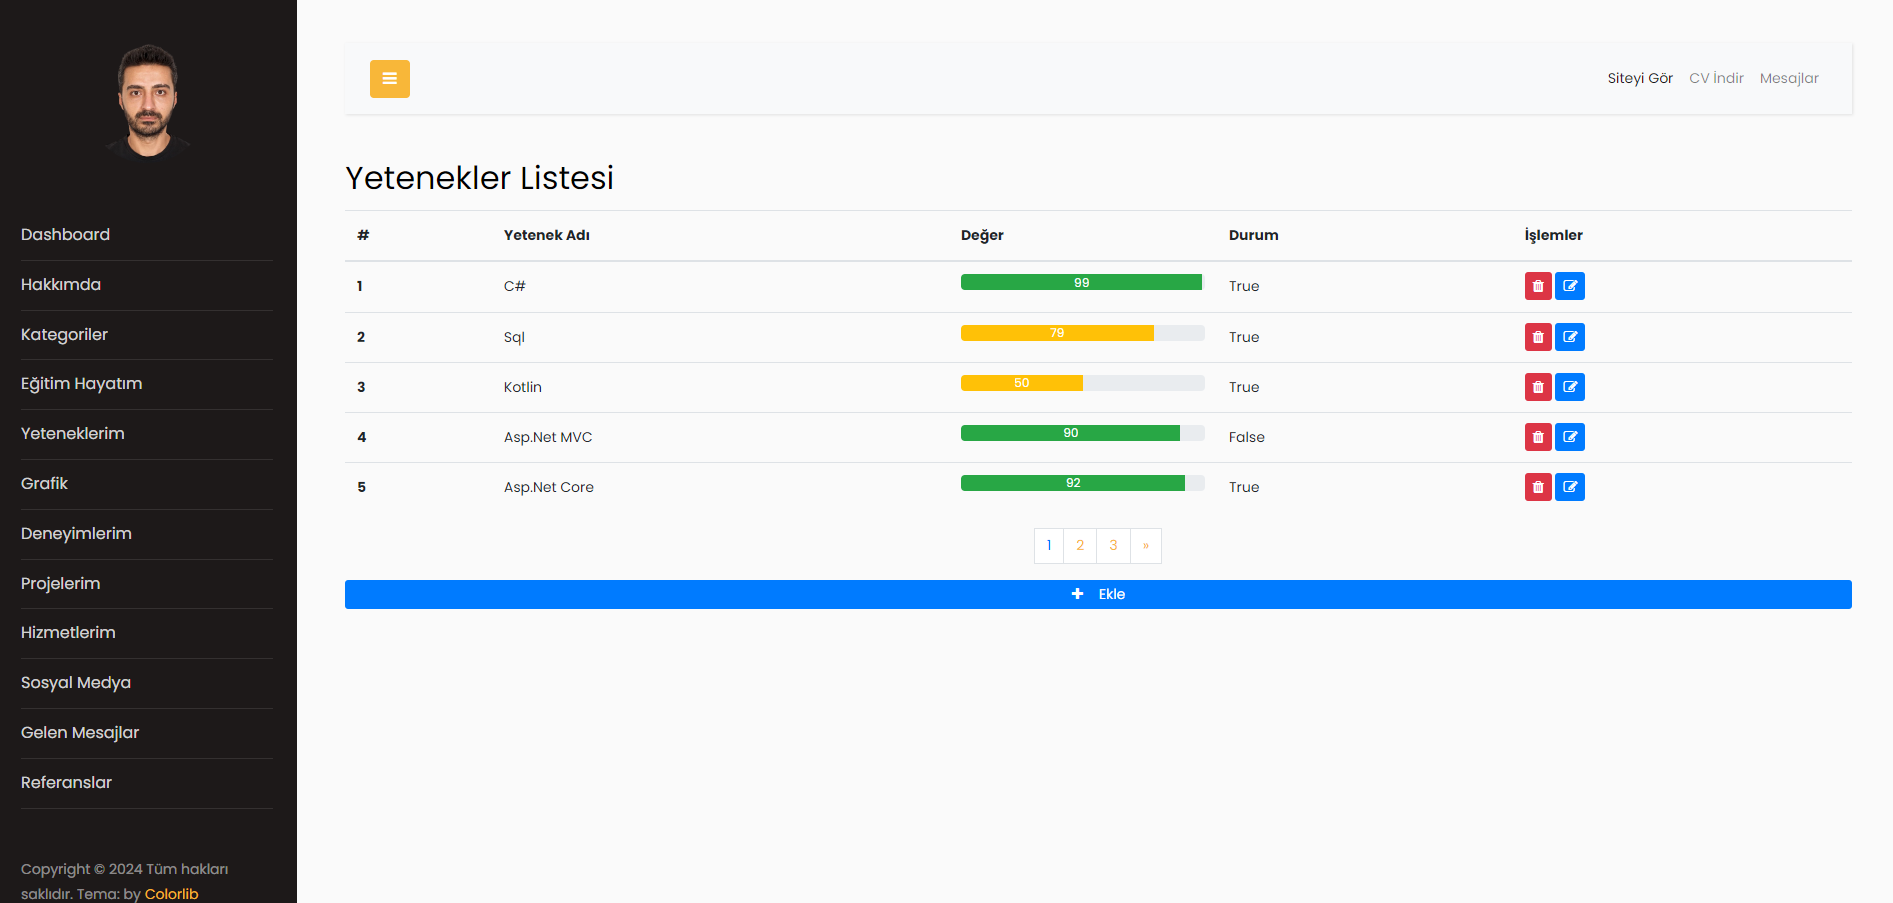 Siteyi Gör CV İndir Mesajlar
Dashboard
Hakkımda
Kategoriler
Eğitim Hayatım
Yeteneklerim
Grafik
Deneyimlerim
Projelerim
Hizmetlerim
Sosyal Medya
Gelen Mesajlar
Referanslar
Copyright © 2024 Tüm hakları
saklıdır. Tema: by Colorlib
Yetenekler Listesi
# Yetenek Adı Değer Durum İşlemler
1 C# 99 True
2 Sql 79 True
3 Kotlin 50 True
4 Asp.Net MVC 90 False
5 Asp.Net Core 92 True
1 2 3 »
Ekle